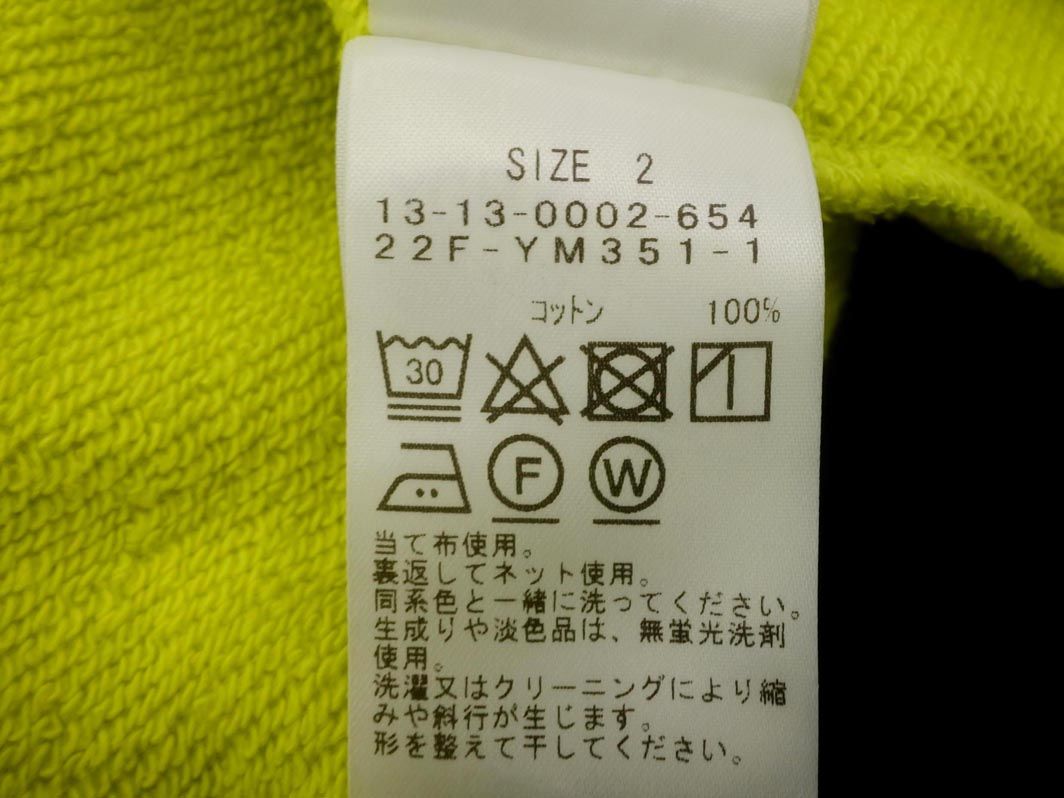 SIZE 2
13-13-0002-654
22F-YM351-1
コットン 100%
30
F W
当て布使用。
裏返してネット使用。
同系色と一緒に洗ってください。
生成りや淡色品は、無蛍光洗剤
使用。
洗濯又はクリーニングにより縮
みや斜行が生じます。
形を整えて干してください。